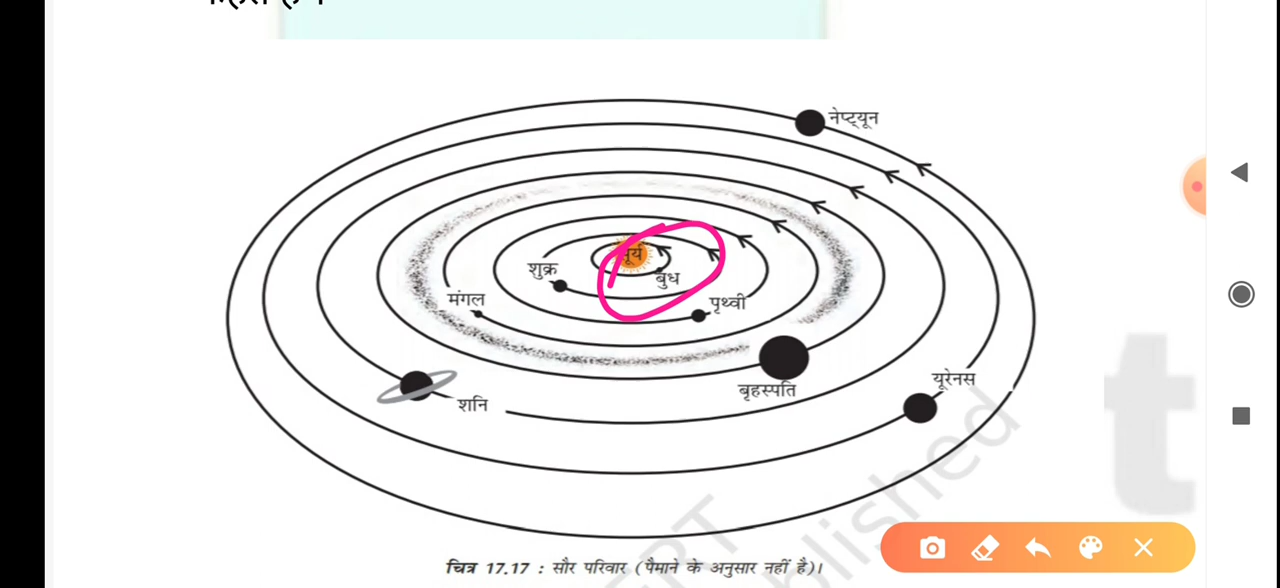 नेप्ट्यून
सूर्य
शुक्र
बुध
मंगल
पृथ्वी
यूरेनस
बृहस्पति
शनि
चित्र 17.17 : सौर परिवार (पैमाने के अनुसार नहीं है)।